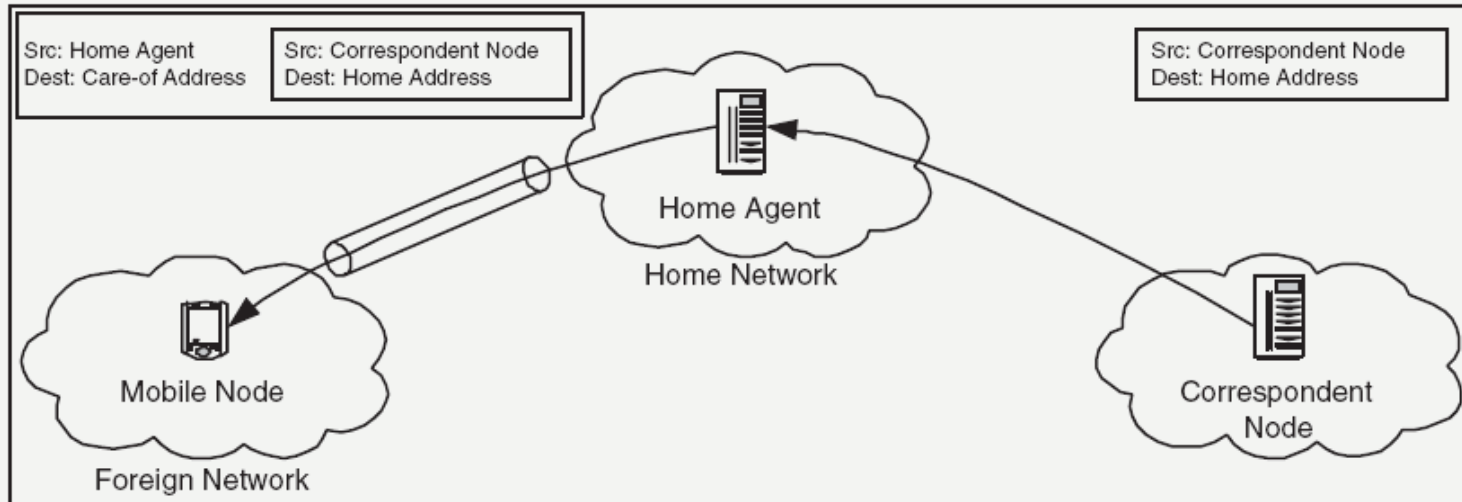 Src: Home Agent
Dest: Care-of Address
Src: Correspondent Node
Dest: Home Address
Src: Correspondent Node
Dest: Home Address
Home Agent
Home Network
Mobile Node
Foreign Network
Correspondent
Node